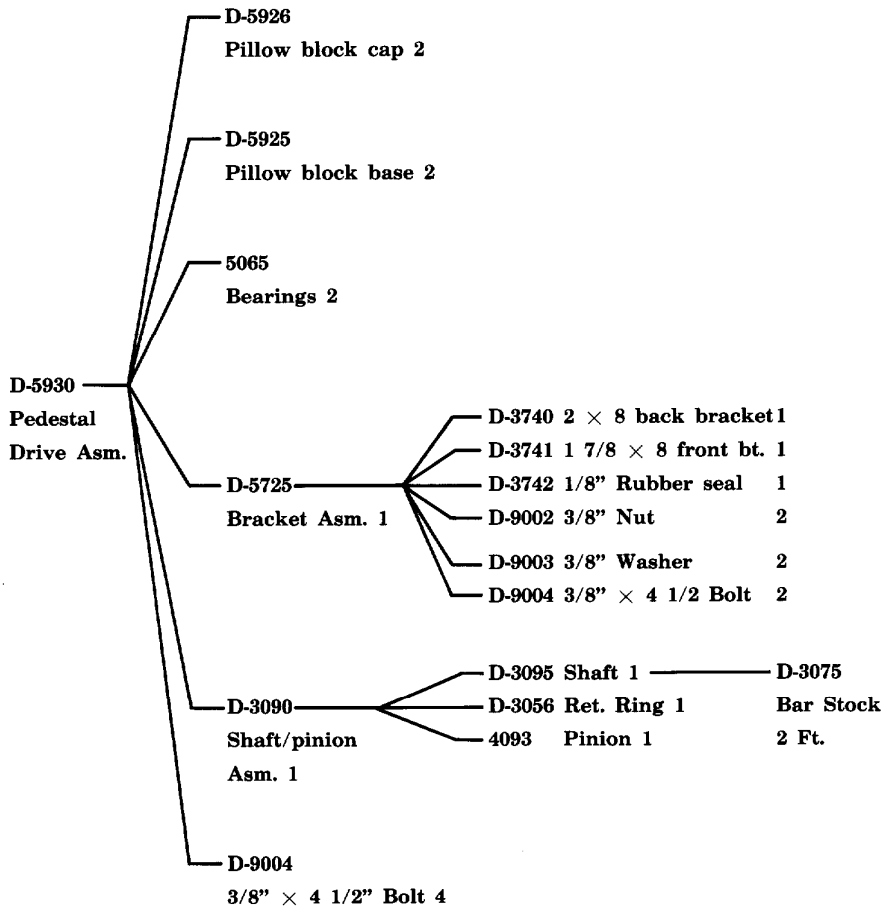 D-5926
Pillow block cap 2
D-5925
Pillow block base 2
5065
Bearings 2
D-5930
Pedestal
Drive Asm.
D-3740 2 × 8 back bracket 1
D-3741 1 7/8 × 8 front bt. 1
D-5725
D-3742 1/8” Rubber seal 1
Bracket Asm. 1
D-9002 3/8” Nut 2
D-9003 3/8” Washer 2
D-9004 3/8” × 4 1/2 Bolt 2
D-3095 Shaft 1
D-3075
D-3090
D-3056 Ret. Ring 1
Bar Stock
Shaft/pinion
4093 Pinion 1
2 Ft.
Asm. 1
D-9004
3/8” × 4 1/2” Bolt 4